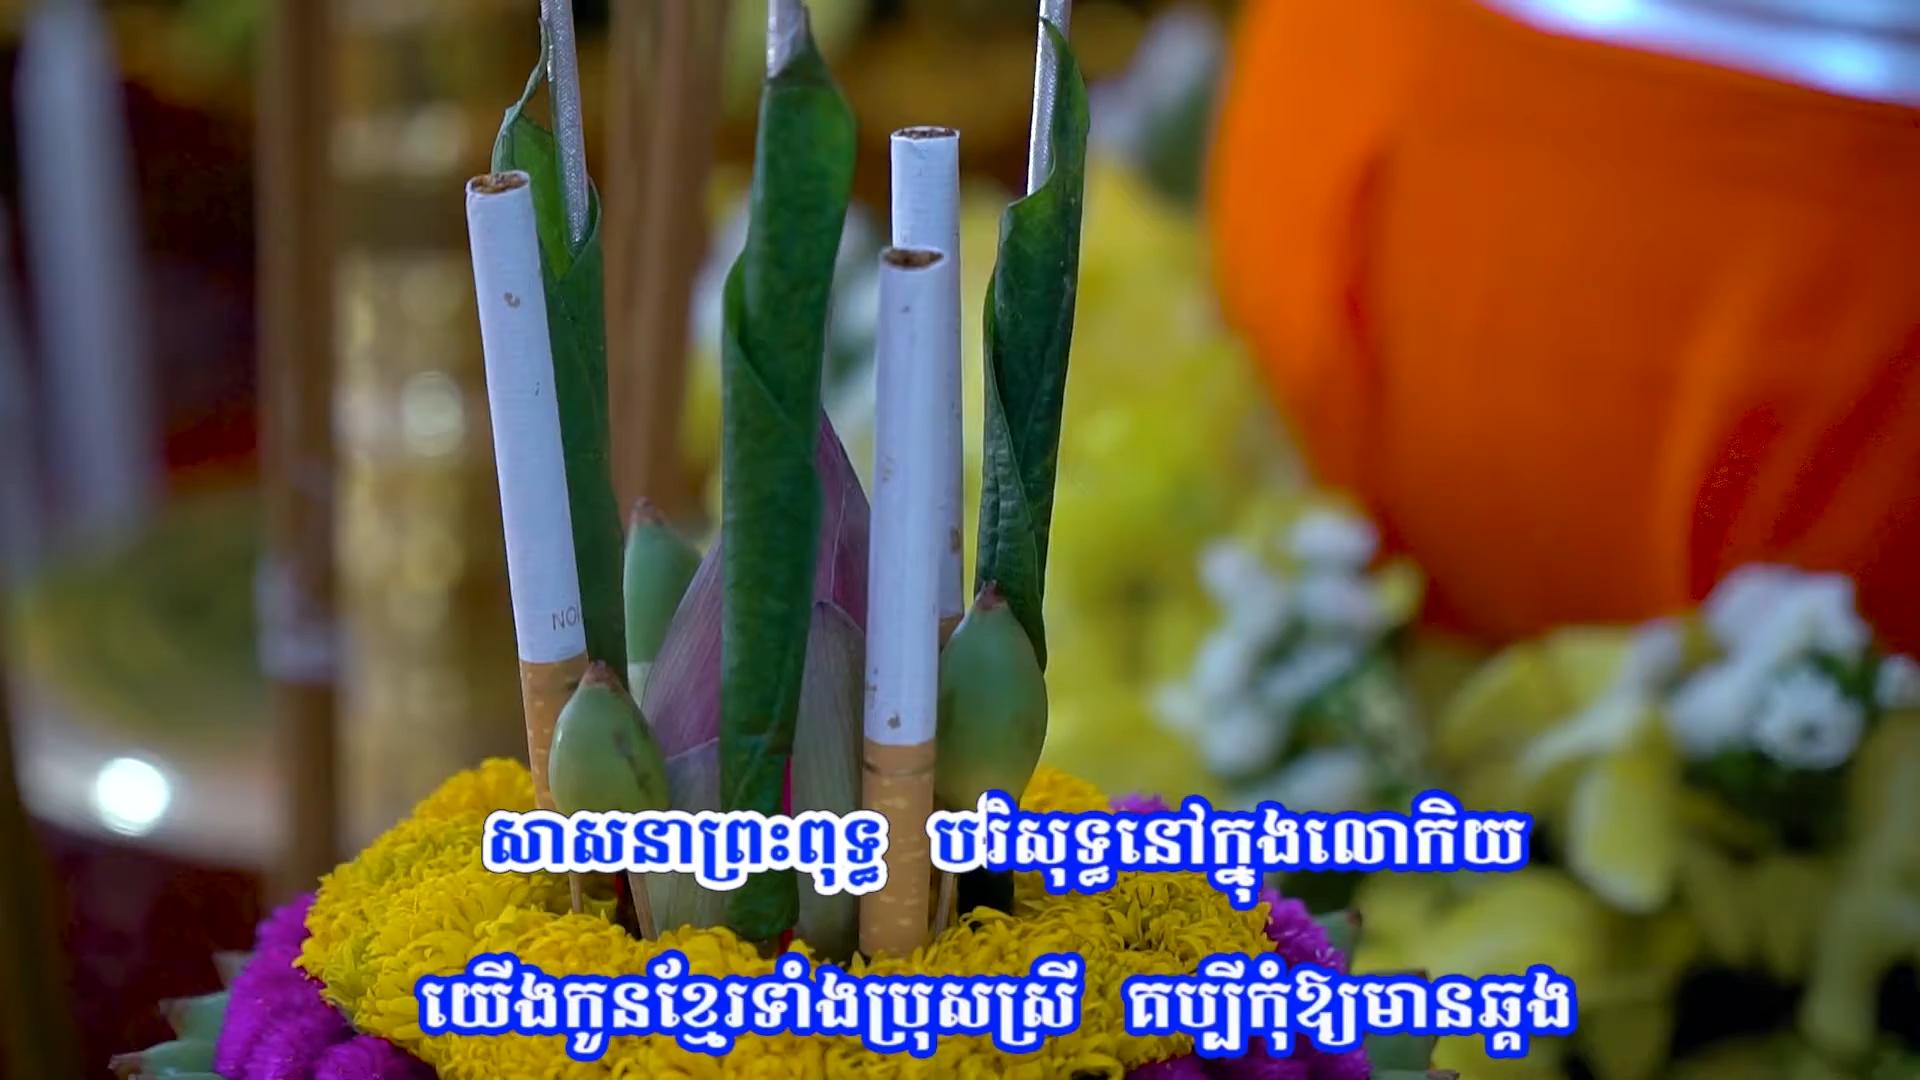 NOI
សាសនាព្រះពុទ្ធ បរិសុទ្ធនៅក្នុងលោកិយ
យើងកូនខ្មែរទាំងប្រុសស្រី គប្បីកុំឱ្យមានឆ្គង